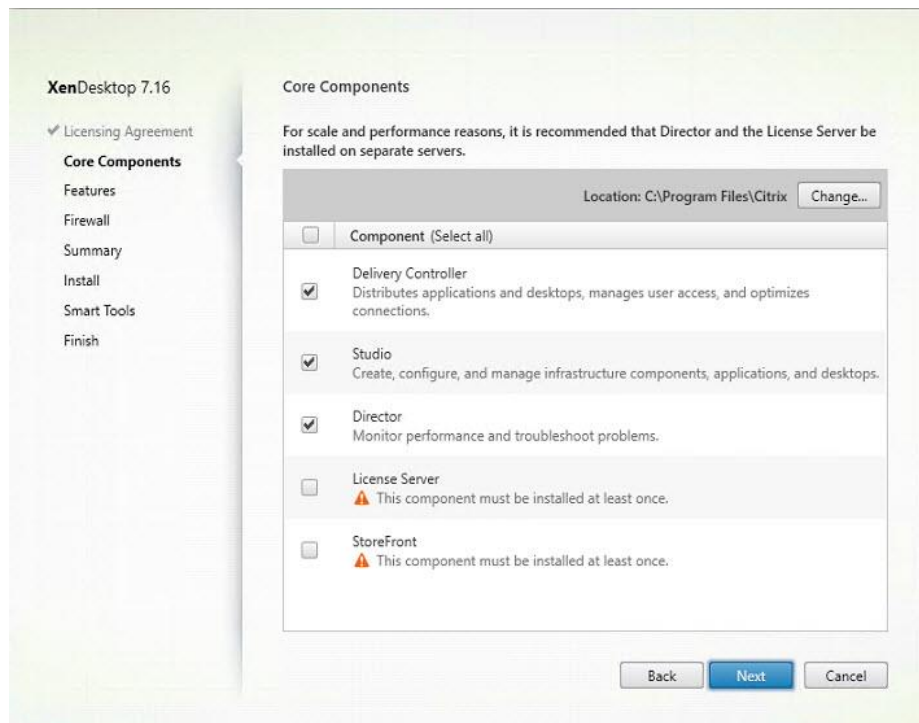 XenDesktop 7.16
Licensing Agreement
Core Components
Features
Firewall
Summary
Install
Smart Tools
Finish
Core Components
For scale and performance reasons, it is recommended that Director and the License Server be
installed on separate servers.
Location: C:\Program Files\Citrix Change...
Component (Select all)
Delivery Controller
Distributes applications and desktops, manages user access, and optimizes
connections.
Studio
Create, configure, and manage infrastructure components, applications, and desktops.
Director
Monitor performance and troubleshoot problems.
License Server
This component must be installed at least once.
StoreFront
This component must be installed at least once.
Back Next Cancel